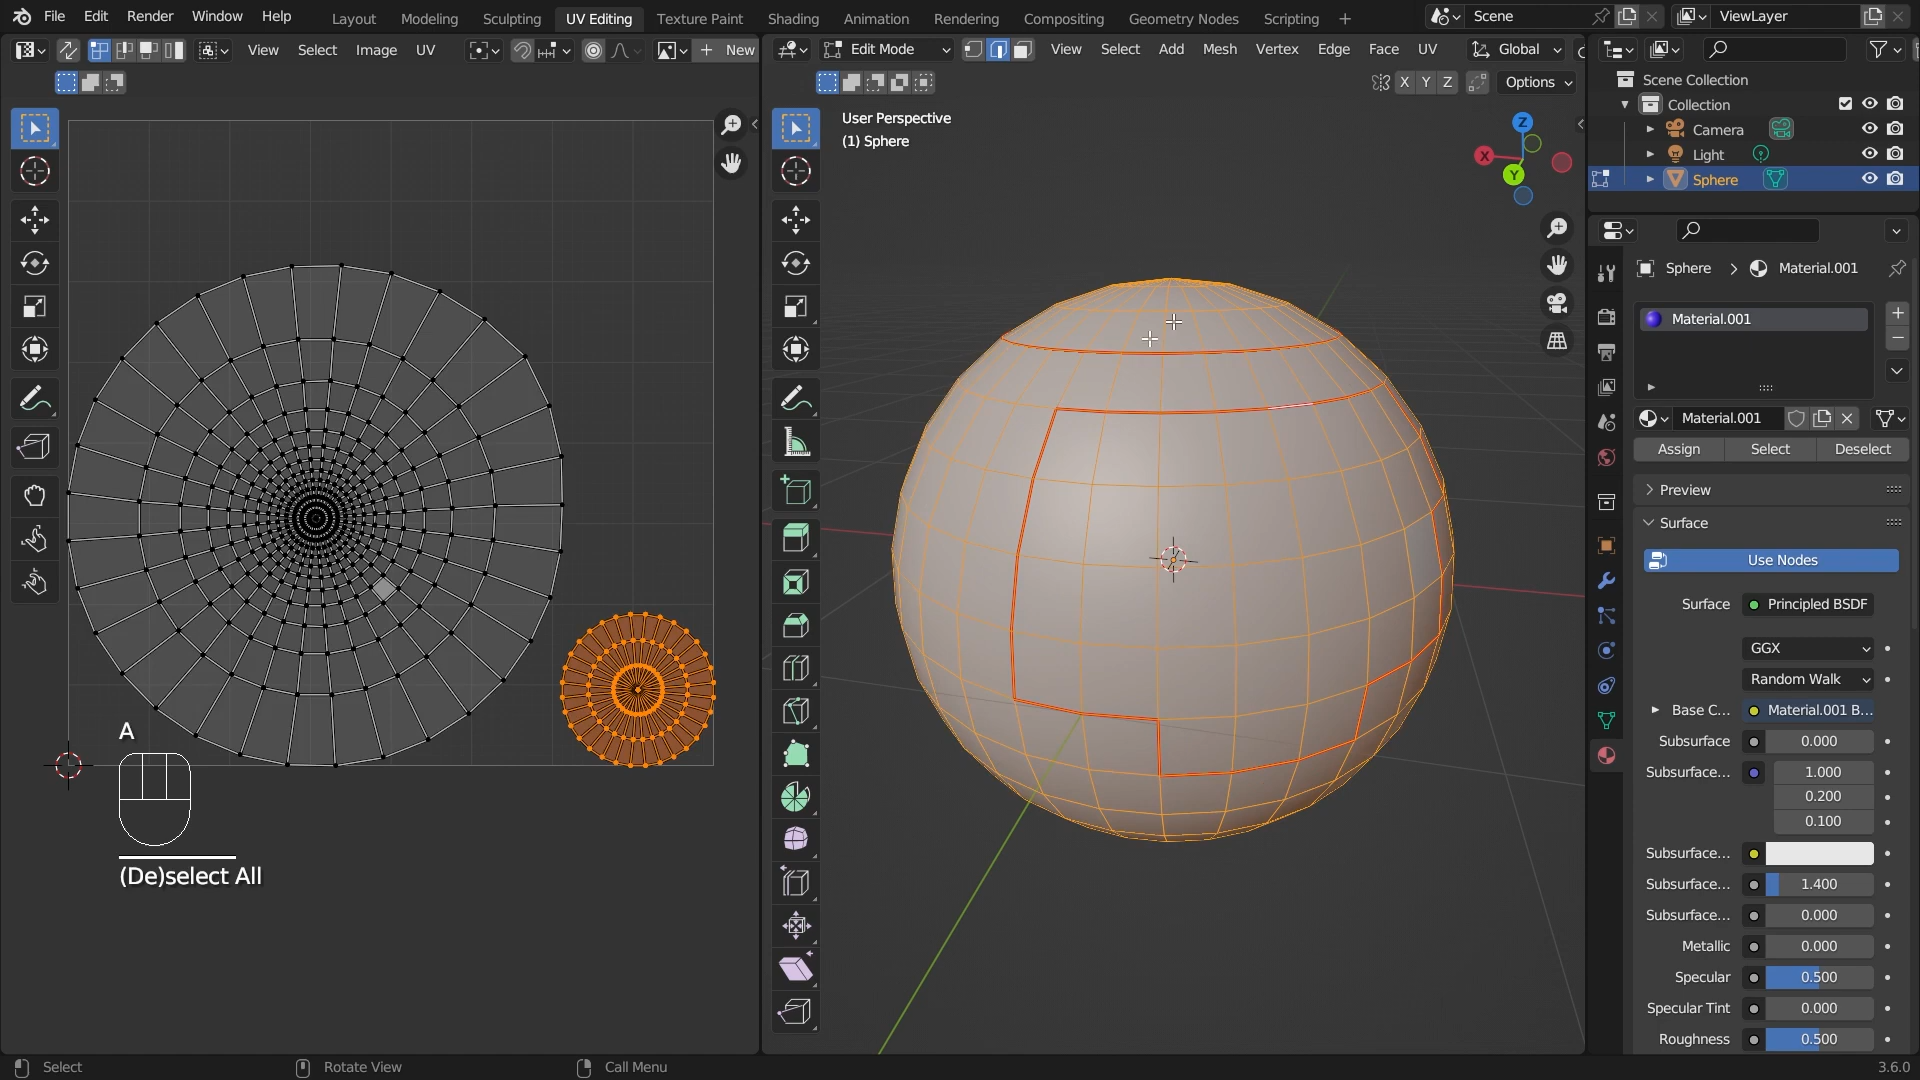 File Edit Render Window Help
Layout Modeling Sculpting UV Editing Texture Paint Shading Animation Rendering Compositing Geometry Nodes Scripting
Scene
ViewLayer
View Select Image UV
New
Edit Mode View Select Add Mesh Vertex Edge Face UV Global
X Y Z Options
User Perspective
(1) Sphere
Z
X
Y
A
(De)select All
Scene Collection
Collection
Camera
Light
Sphere
Sphere Material.001
Material.001
Material.001
Assign Select Deselect
Preview
Surface
Use Nodes
Surface Principled BSDF
GGX
Random Walk
Base C... Material.001 B...
Subsurface 0.000
Subsurface... 1.000
0.200
0.100
Subsurface...
Subsurface... 1.400
Subsurface... 0.000
Metallic 0.000
Specular 0.500
Specular Tint 0.000
Roughness 0.500
Select Rotate View Call Menu 3.6.0